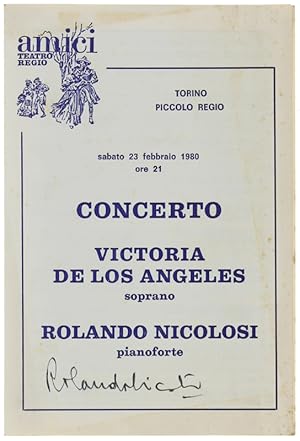 amici
TEATRO
REGIO
TORINO
PICCOLO REGIO
sabato 23 febbraio 1980
ore 21
CONCERTO
VICTORIA
DE LOS ANGELES
soprano
ROLANDO NICOLOSI
pianoforte